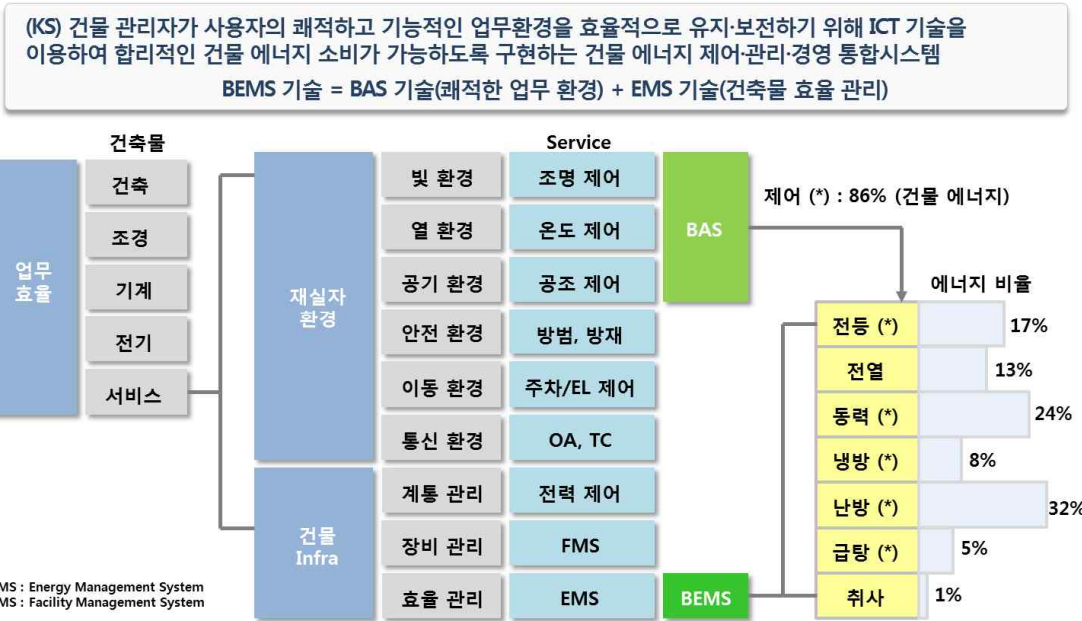 (KS) 건물 관리자가 사용자의 쾌적하고 기능적인 업무환경을 효율적으로 유지·보전하기 위해 ICT 기술을
이용하여 합리적인 건물 에너지 소비가 가능하도록 구현하는 건물 에너지 제어·관리·경영 통합시스템
BEMS 기술 = BAS 기술(쾌적한 업무 환경) + EMS 기술(건축물 효율 관리)
건축물
업무
효율
건축
조경
기계
전기
서비스
재실자
환경
건물
Infra
빛 환경
열 환경
공기 환경
안전 환경
이동 환경
통신 환경
계통 관리
장비 관리
효율 관리
Service
조명 제어
온도 제어
공조 제어
방범, 방재
주차/EL 제어
OA, TC
전력 제어
FMS
EMS
BAS
BEMS
제어 (*) : 86% (건물 에너지)
에너지 비율
전등 (*) 17%
전열 13%
동력 (*) 24%
냉방 (*) 8%
난방 (*) 32%
급탕 (*) 5%
취사 1%
MS : Energy Management System
MS : Facility Management System